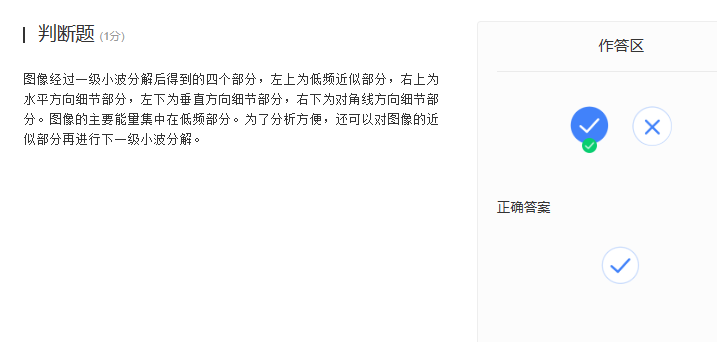 判断题 (1分)
图像经过一级小波分解后得到的四个部分，左上为低频近似部分，右上为
水平方向细节部分，左下为垂直方向细节部分，右下为对角线方向细节部
分。图像的主要能量集中在低频部分。为了分析方便，还可以对图像的近
似部分再进行下一级小波分解。
作答区
正确答案